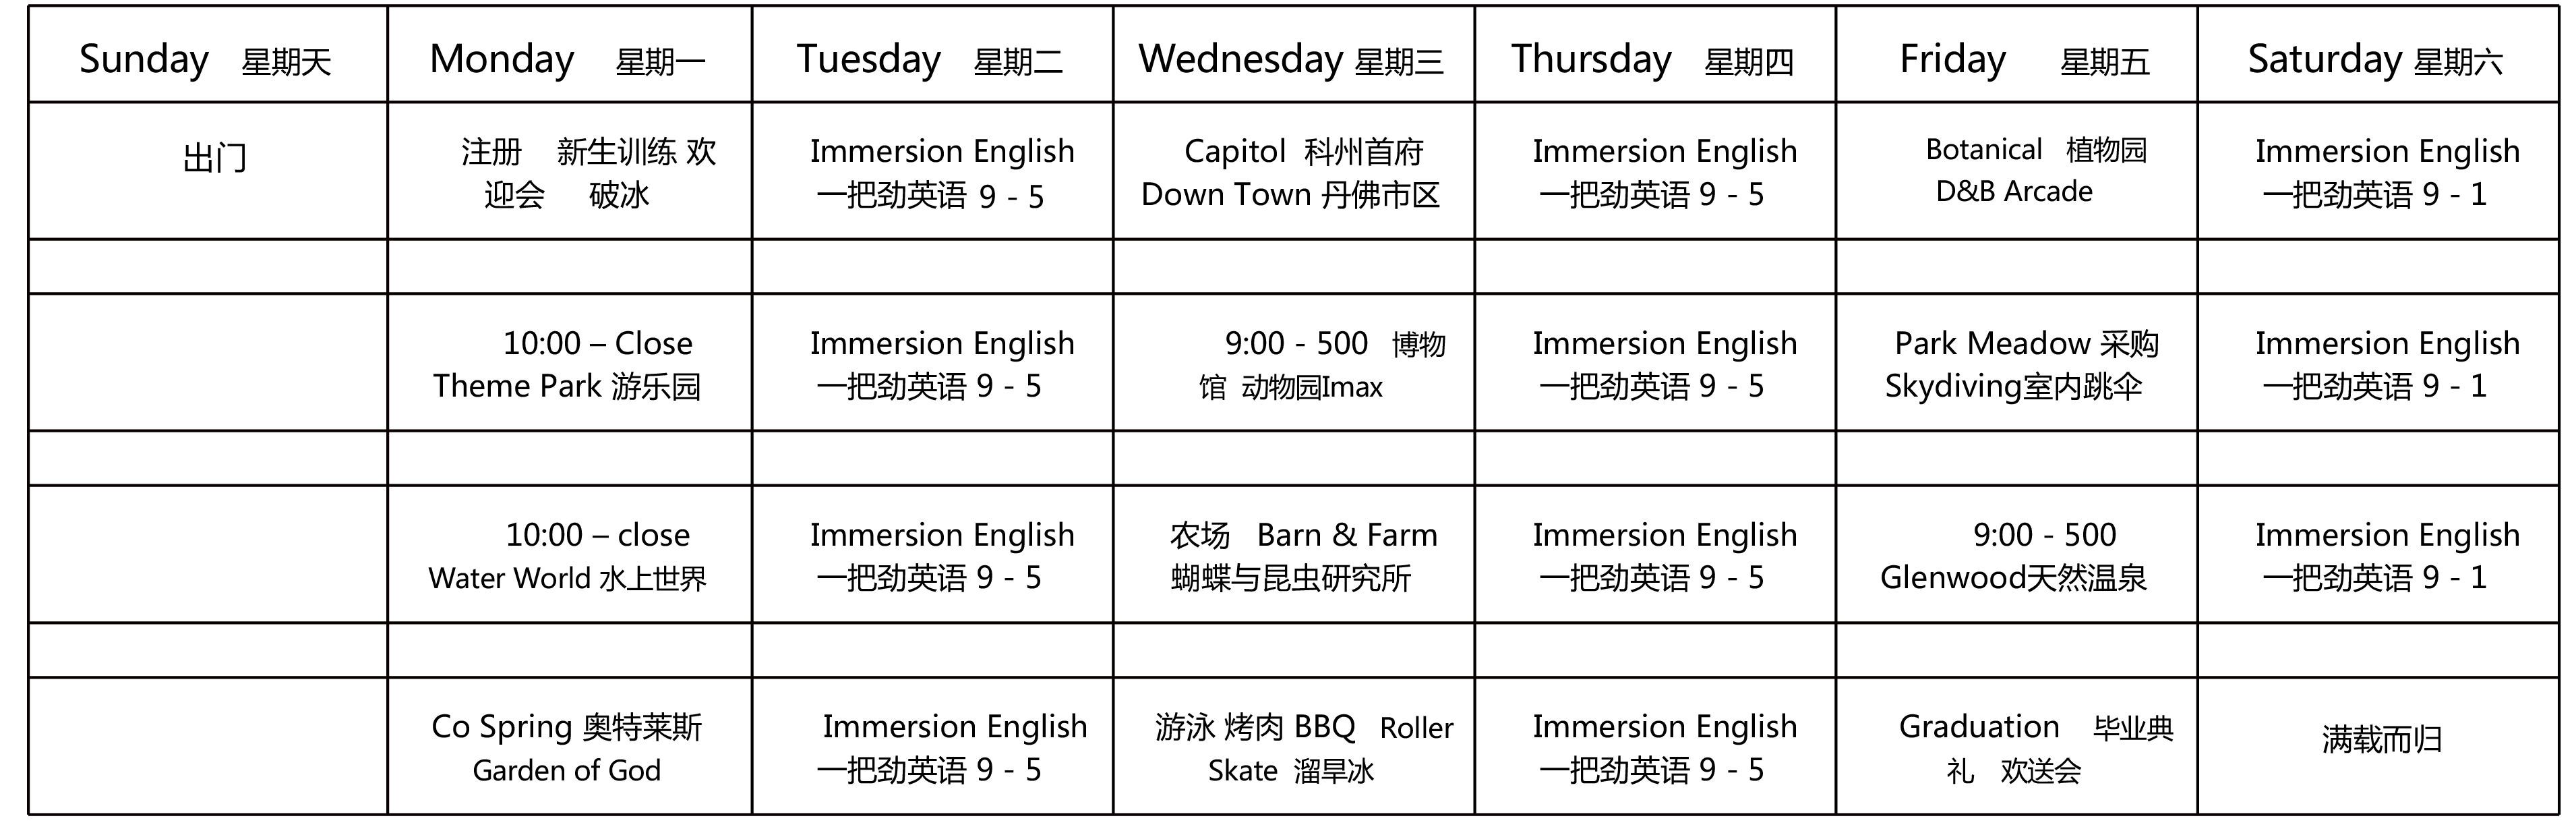 Sunday 星期天 Monday 星期一 Tuesday 星期二 Wednesday 星期三 Thursday 星期四 Friday 星期五 Saturday 星期六
出门
注册 新生训练 欢
迎会 破冰
Immersion English
一把劲英语 9 - 5
Capitol 科州首府
Down Town 丹佛市区
Immersion English
一把劲英语 9 - 5
Botanical 植物园
D&B Arcade
Immersion English
一把劲英语 9 - 1
10:00 – Close
Theme Park 游乐园
Immersion English
一把劲英语 9 - 5
9:00 - 500 博物
馆 动物园Imax
Immersion English
一把劲英语 9 - 5
Park Meadow 采购
Skydiving室内跳伞
Immersion English
一把劲英语 9 - 1
10:00 – close
Water World 水上世界
Immersion English
一把劲英语 9 - 5
农场 Barn & Farm
蝴蝶与昆虫研究所
Immersion English
一把劲英语 9 - 5
9:00 - 500
Glenwood天然温泉
Immersion English
一把劲英语 9 - 1
Co Spring 奥特莱斯
Garden of God
Immersion English
一把劲英语 9 - 5
游泳 烤肉 BBQ Roller
Skate 溜旱冰
Immersion English
一把劲英语 9 - 5
Graduation 毕业典
礼 欢送会
满载而归